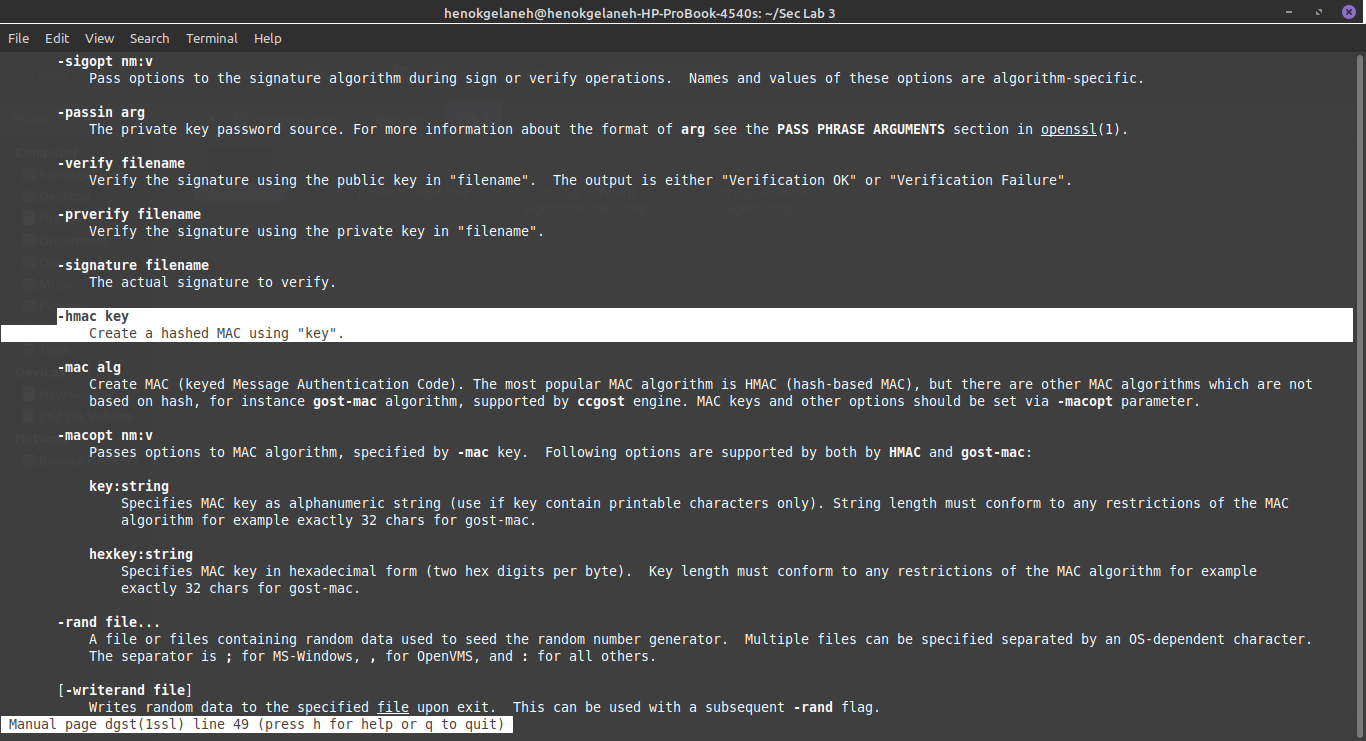 henokgelaneh@henokgelaneh-HP-ProBook-4540s: ~/Sec Lab 3
File Edit View Search Terminal Help
-sigopt nm:v
Pass options to the signature algorithm during sign or verify operations.  Names and values of these options are algorithm-specific.
-passin arg
The private key password source. For more information about the format of arg see the PASS PHRASE ARGUMENTS section in openssl(1).
-verify filename
Verify the signature using the public key in "filename".  The output is either "Verification OK" or "Verification Failure".
-prverify filename
Verify the signature using the private key in "filename".
-signature filename
The actual signature to verify.
-hmac key
Create a hashed MAC using "key".
-mac alg
Create MAC (keyed Message Authentication Code). The most popular MAC algorithm is HMAC (hash-based MAC), but there are other MAC algorithms which are not
based on hash, for instance gost-mac algorithm, supported by ccgost engine. MAC keys and other options should be set via -macopt parameter.
-macopt nm:v
Passes options to MAC algorithm, specified by -mac key.  Following options are supported by both by HMAC and gost-mac:
key:string
Specifies MAC key as alphanumeric string (use if key contain printable characters only). String length must conform to any restrictions of the MAC
algorithm for example exactly 32 chars for gost-mac.
hexkey:string
Specifies MAC key in hexadecimal form (two hex digits per byte).  Key length must conform to any restrictions of the MAC algorithm for example
exactly 32 chars for gost-mac.
-rand file...
A file or files containing random data used to seed the random number generator.  Multiple files can be specified separated by an OS-dependent character.
The separator is ; for MS-Windows, , for OpenVMS, and : for all others.
[-writerand file]
Writes random data to the specified file upon exit.  This can be used with a subsequent -rand flag.
Manual page dgst(1ssl) line 49 (press h for help or q to quit)